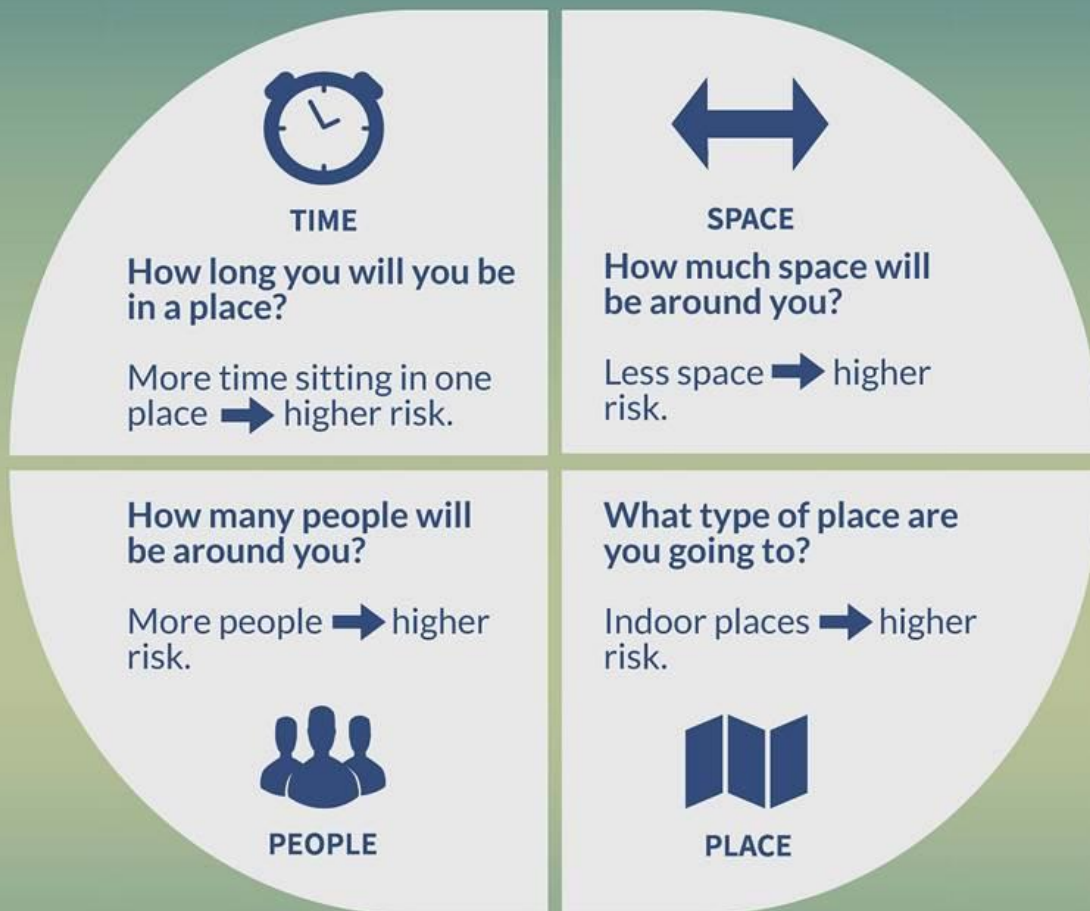 TIME
How long you will you be
in a place?
More time sitting in one
place ➡ higher risk.
SPACE
How much space will
be around you?
Less space ➡ higher
risk.
How many people will
be around you?
More people ➡ higher
risk.
PEOPLE
What type of place are
you going to?
Indoor places ➡ higher
risk.
PLACE